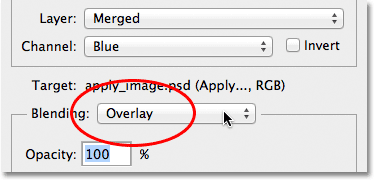 Layer: Merged
Channel: Blue Invert
Target: apply_image.psd (Apply..., RGB)
Blending: Overlay
Opacity: 100 %